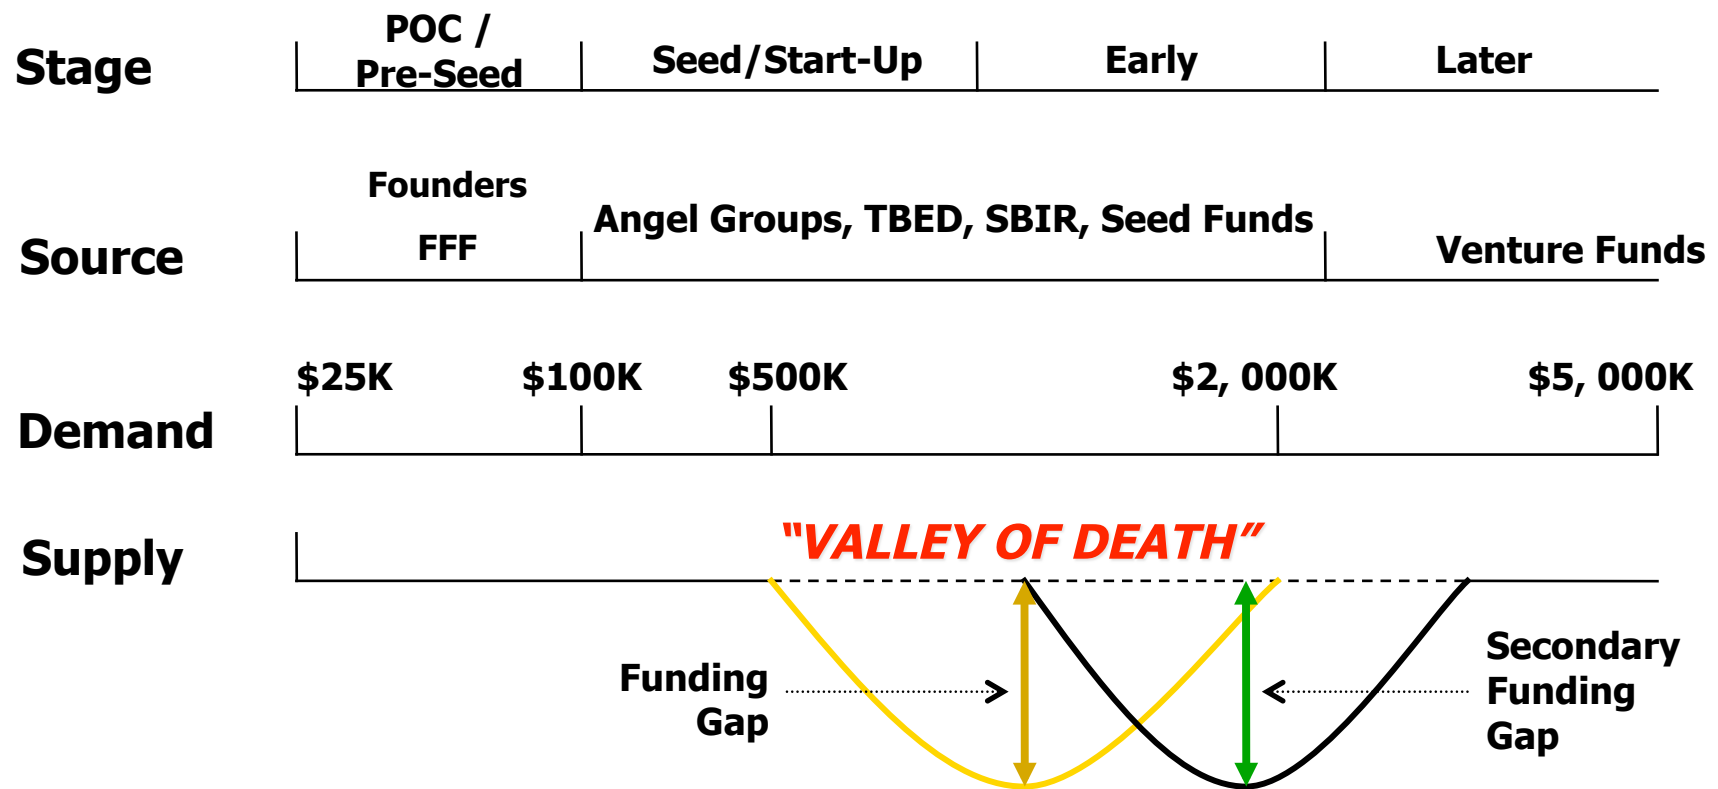 Stage
POC /
Pre-Seed
Seed/Start-Up
Early
Later
Source
Founders
FFF
Angel Groups, TBED, SBIR, Seed Funds
Venture Funds
Demand
$25K
$100K
$500K
$2, 000K
$5, 000K
Supply
“VALLEY OF DEATH”
Funding
Gap
Secondary
Funding
Gap